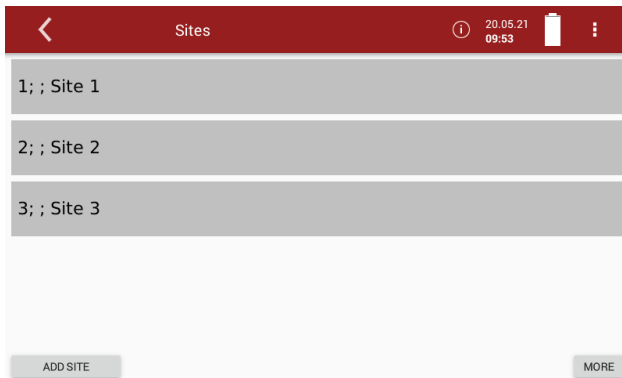 Sites
20.05.21
09:53
1; ; Site 1
2; ; Site 2
3; ; Site 3
ADD SITE
MORE